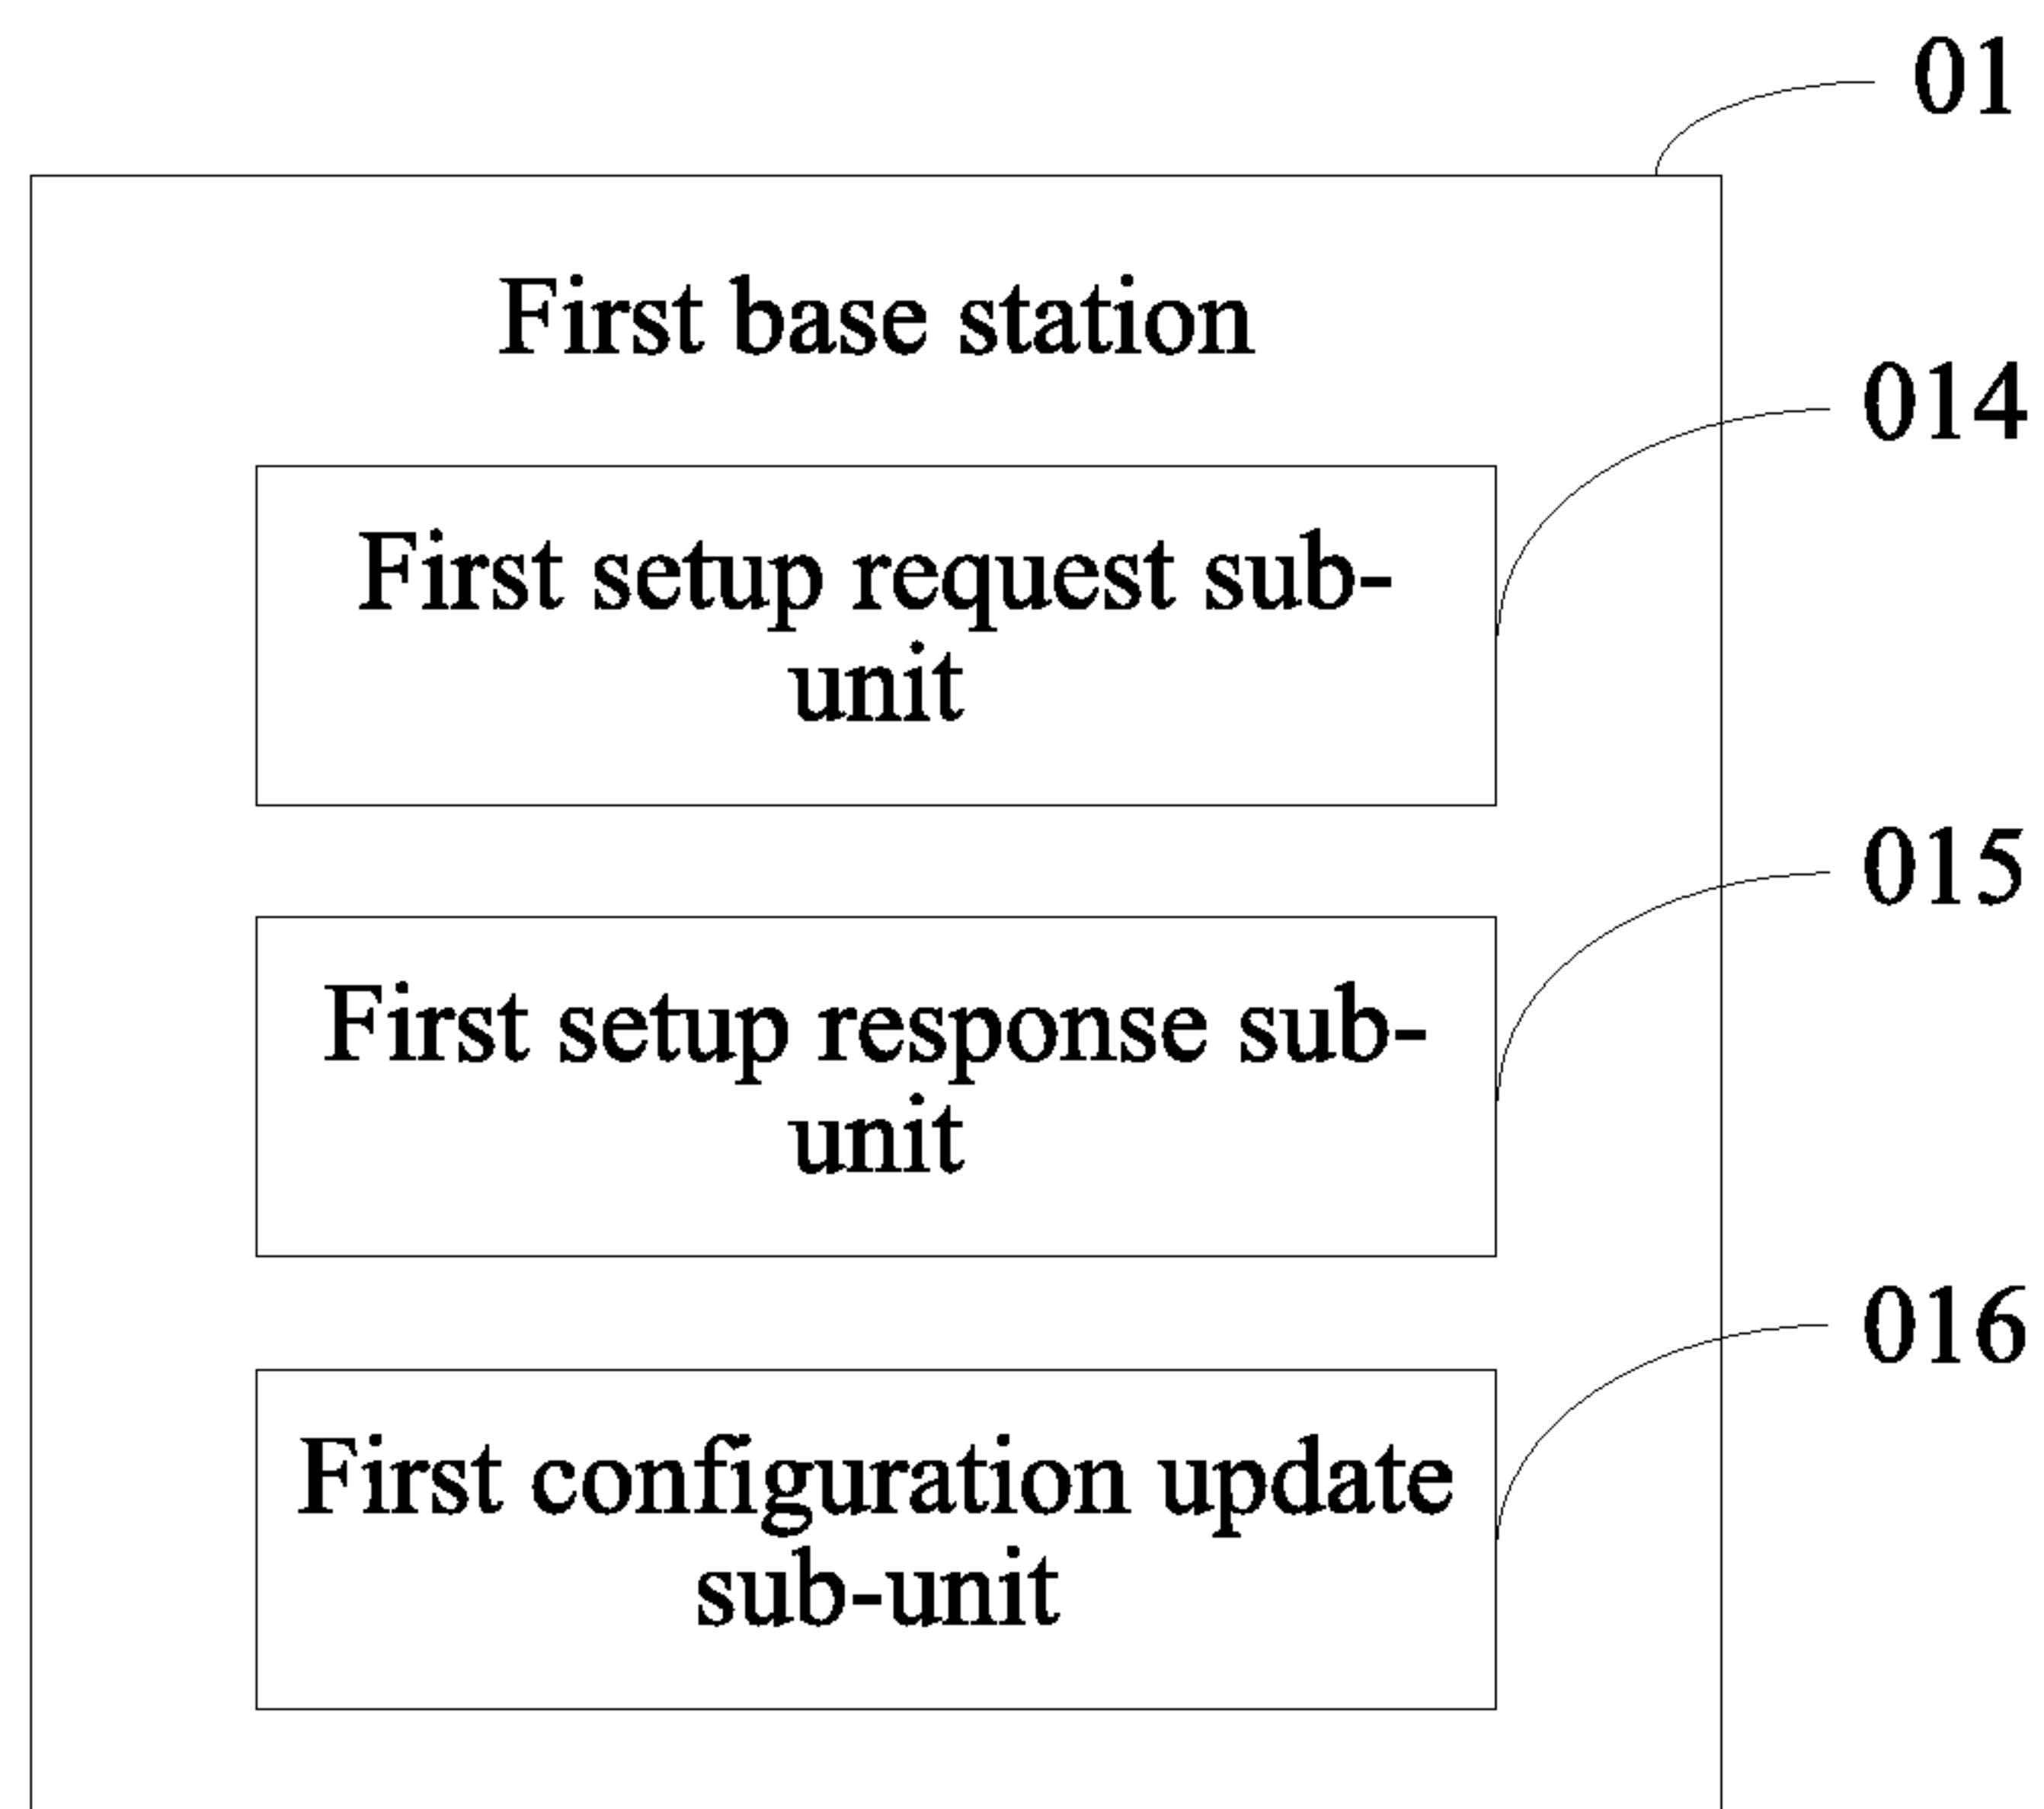 01
First base station
014
First setup request sub-
unit
015
First setup response sub-
unit
016
First configuration update
sub-unit